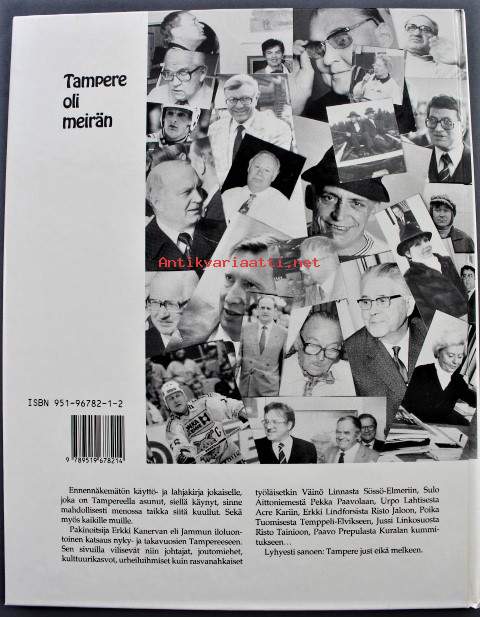 Tampere
oli
meirän
Antikvariaatti.net
ISBN 951-96782-1-2
9 789519 678214
Ennennäkemätön käyttö- ja lahjakirja jokaiselle,
joka on Tampereella asunut, siellä käynyt, sinne
mahdollisesti menossa taikka siitä kuullut. Sekä
myös kaikille muille.
Pakinoitsija Erkki Kanervan eli Jammun iloluon-
toinen katsaus nyky- ja takavuosien Tampereeseen.
Sen sivuilla vilisevät niin johtajat, joutomiehet,
kulttuurikasvot, urheiluihmiset kuin rasvanahkaiset
työläisetkin Väinö Linnasta Sössö-Elmeriin, Sulo
Aittoniemestä Pekka Paavolaan, Urpo Lahtisesta
Acre Kariin, Erkki Lindforsista Risto Jaloon, Poika
Tuomisesta Temppeli-Elvikseen, Jussi Linkosuosta
Risto Tainioon, Paavo Prepulasta Kuralan kummi-
tukseen...
Lyhyesti sanoen: Tampere just eikä melkeen.